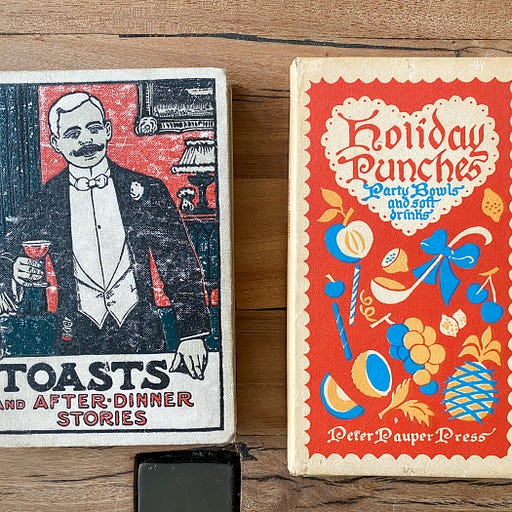 TOASTS
AND AFTER-DINNER
STORIES
Holiday
Punches
Party Bowls
and soft
drinks
Peter Pauper Press